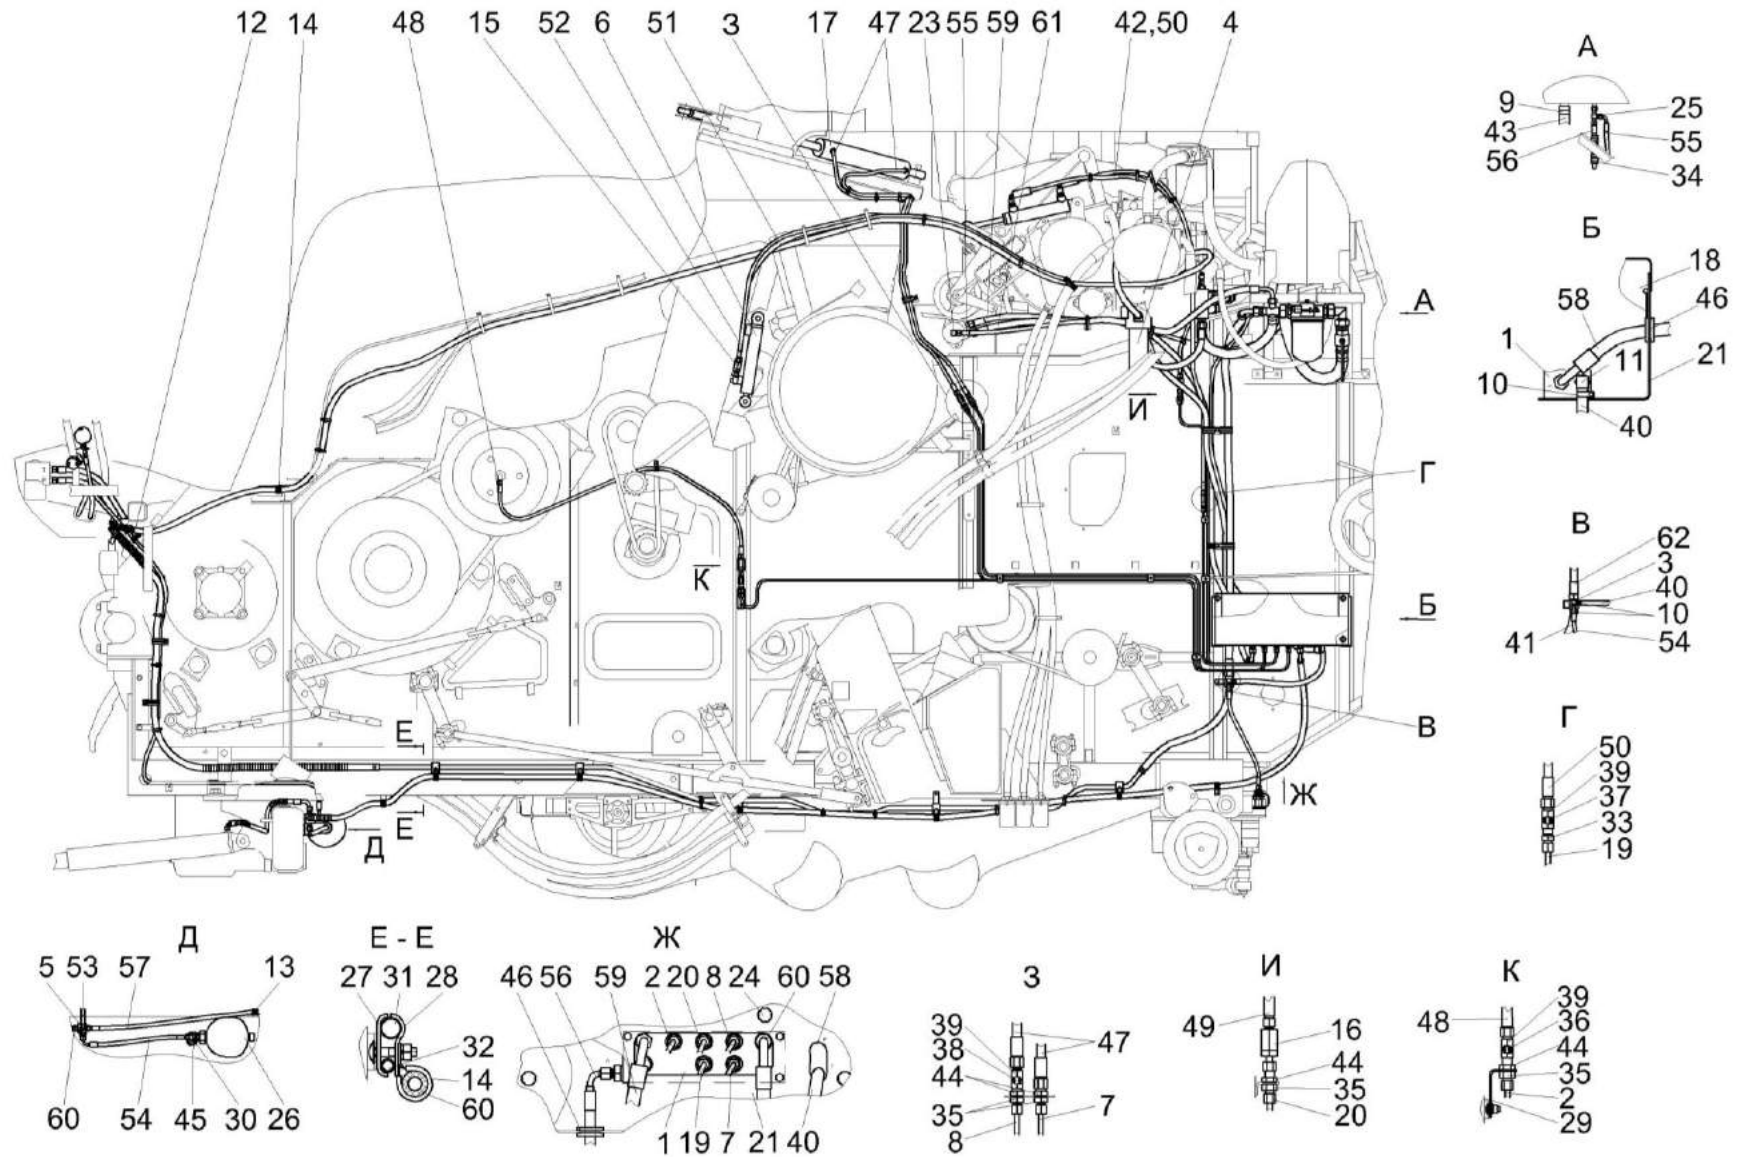 12 14 48 15 52 6 51 3 17 47 23 55 59 61 42,50 4
А
9 25
43 55
56 34
Б
18
58 46
1 11 21
10
40
А
И
Г
К
Б
В
62
3
40
10
41 54
Г
50
39
37
33
19
В
Е
Ж
Е
Д
Д
5 53 57 13
60 54 45 30 26
Е - Е
27 31 28
32
14
60
Ж
46 56 59 2 20 8 24 60 58
1 19 7 21 40
З
39 47
38
44
35 7
8
И
49 16
44
35
20
К
48 39
36
44
35
2
29